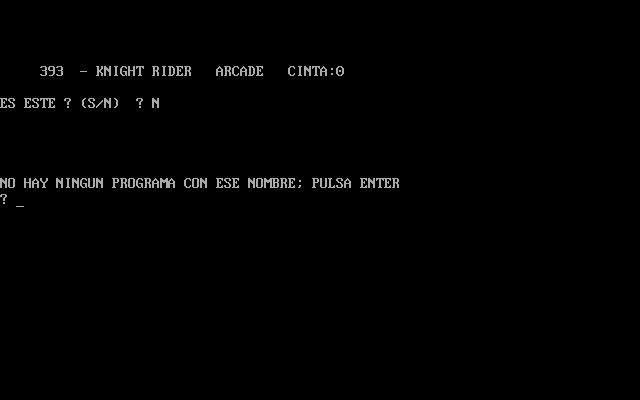 393  - KNIGHT RIDER   ARCADE   CINTA:0
ES ESTE ? (S/N)  ? N
NO HAY NINGUN PROGRAMA CON ESE NOMBRE; PULSA ENTER
? _